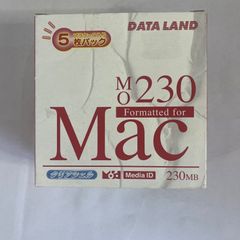 5
枚パック
DATA LAND
MO 230
Formatted for
Mac
Media ID
230MB